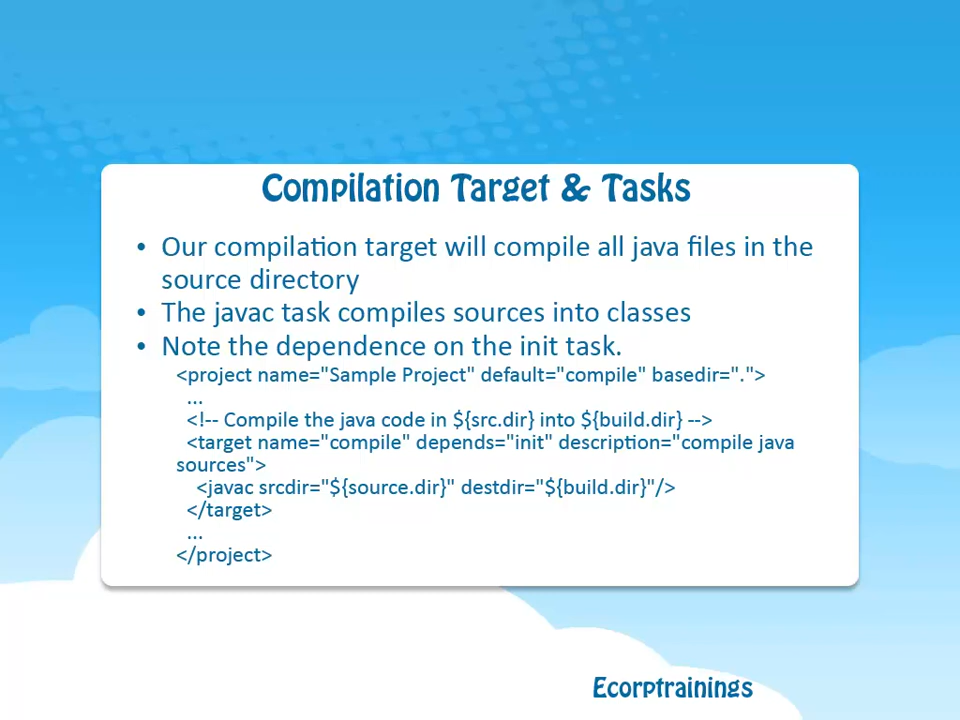 Compilation Target & Tasks
• Our compilation target will compile all java files in the
source directory
• The javac task compiles sources into classes
• Note the dependence on the init task.
<project name="Sample Project" default="compile" basedir=".">
...
<!-- Compile the java code in ${src.dir} into ${build.dir} -->
<target name="compile" depends="init" description="compile java
sources">
<javac srcdir="${source.dir}" destdir="${build.dir}"/>
</target>
...
</project>
Ecorptrainings